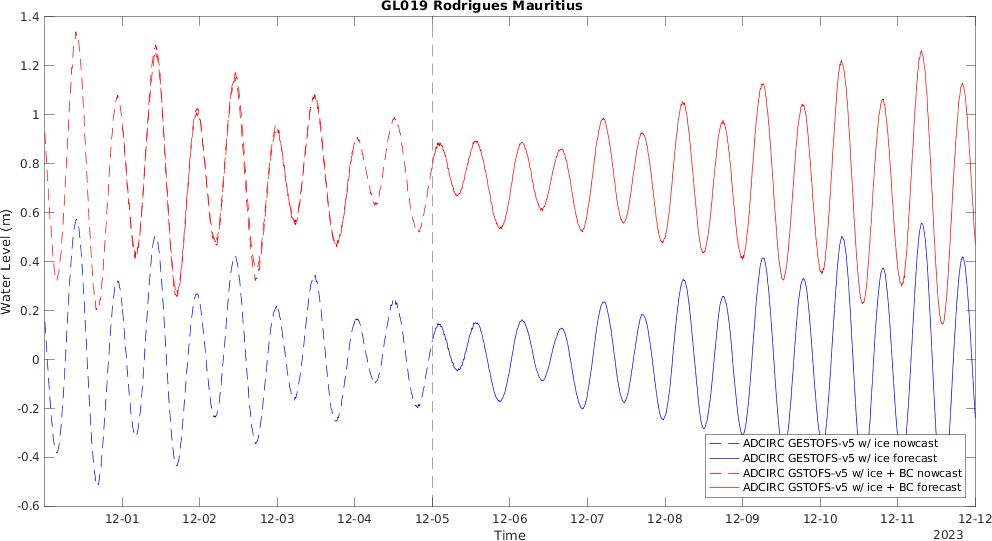 GL019 Rodrigues Mauritius
1.4
1.2
1
0.8
0.6
0.4
0.2
0
-0.2
-0.4
-0.6
Water Level (m)
ADCIRC GESTOFS-v5 w/ ice nowcast
ADCIRC GESTOFS-v5 w/ ice forecast
ADCIRC GSTOFS-v5 w/ ice + BC nowcast
ADCIRC GSTOFS-v5 w/ ice + BC forecast
12-01 12-02 12-03 12-04 12-05 12-06 12-07 12-08 12-09 12-10 12-11 12-12
Time
2023